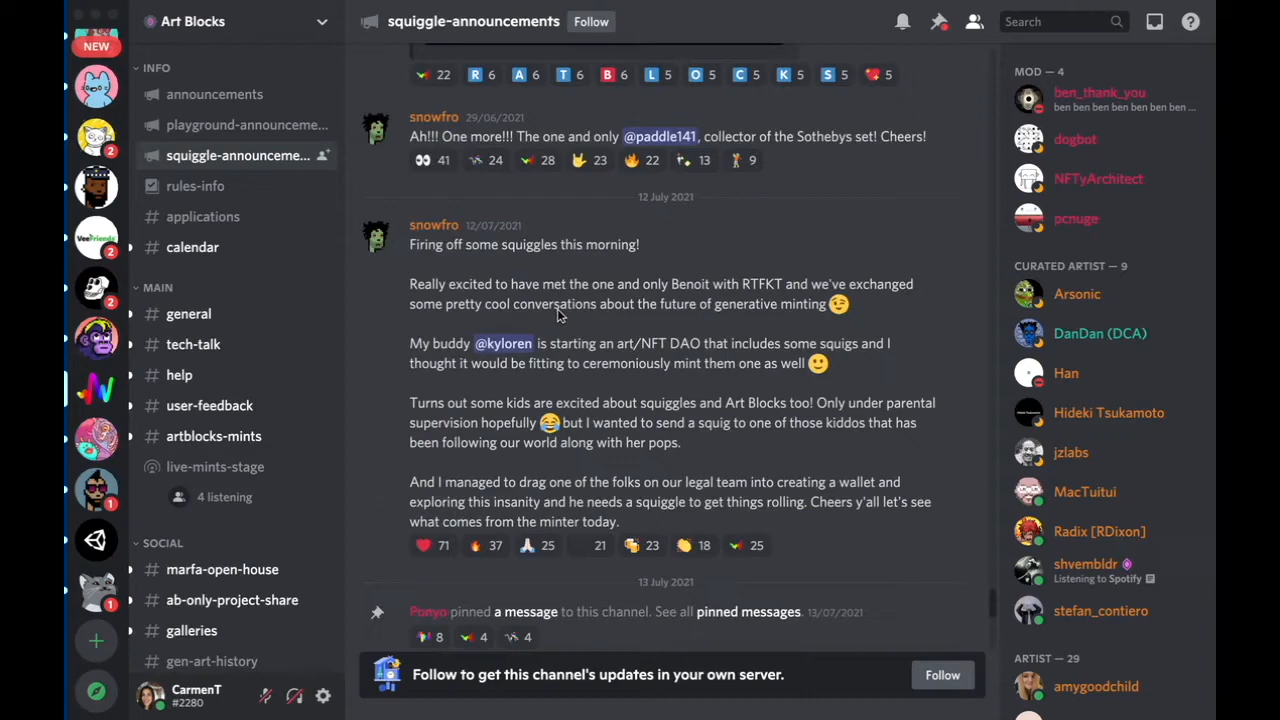 NEW
VeeFriends
2
2
2
1
1
Art Blocks
INFO
announcements
playground-announceme...
squiggle-announceme...
rules-info
applications
calendar
MAIN
general
tech-talk
help
user-feedback
artblocks-mints
live-mints-stage
4 listening
SOCIAL
marfa-open-house
ab-only-project-share
galleries
gen-art-history
CarmenT
#2280
squiggle-announcements
Follow
Search
22 R 6 A 6 T 6 B 6 L 5 O 5 C 5 K 5 S 5 5
snowfro 29/06/2021
Ah!!! One more!!! The one and only @paddle141, collector of the Sothebys set! Cheers!
41 24 28 23 22 13 9
12 July 2021
snowfro 12/07/2021
Firing off some squiggles this morning!
Really excited to have met the one and only Benoit with RTFKT and we've exchanged
some pretty cool conversations about the future of generative minting
My buddy @kyloren is starting an art/NFT DAO that includes some squigs and I
thought it would be fitting to ceremoniously mint them one as well
Turns out some kids are excited about squiggles and Art Blocks too! Only under parental
supervision hopefully but I wanted to send a squig to one of those kiddos that has
been following our world along with her pops.
And I managed to drag one of the folks on our legal team into creating a wallet and
exploring this insanity and he needs a squiggle to get things rolling. Cheers y'all let's see
what comes from the minter today.
71 37 25 21 23 18 25
13 July 2021
Ponyo pinned a message to this channel. See all pinned messages. 13/07/2021
8 4 4
Follow to get this channel's updates in your own server.
Follow
MOD — 4
ben_thank_you
ben ben ben ben ben ben ben ...
dogbot
NFTyArchitect
pcnuge
CURATED ARTIST — 9
Arsonic
DanDan (DCA)
Han
Hideki Tsukamoto
jzlabs
MacTuitui
Radix [RDixon]
shvembldr
Listening to Spotify
stefan_contiero
ARTIST — 29
amygoodchild